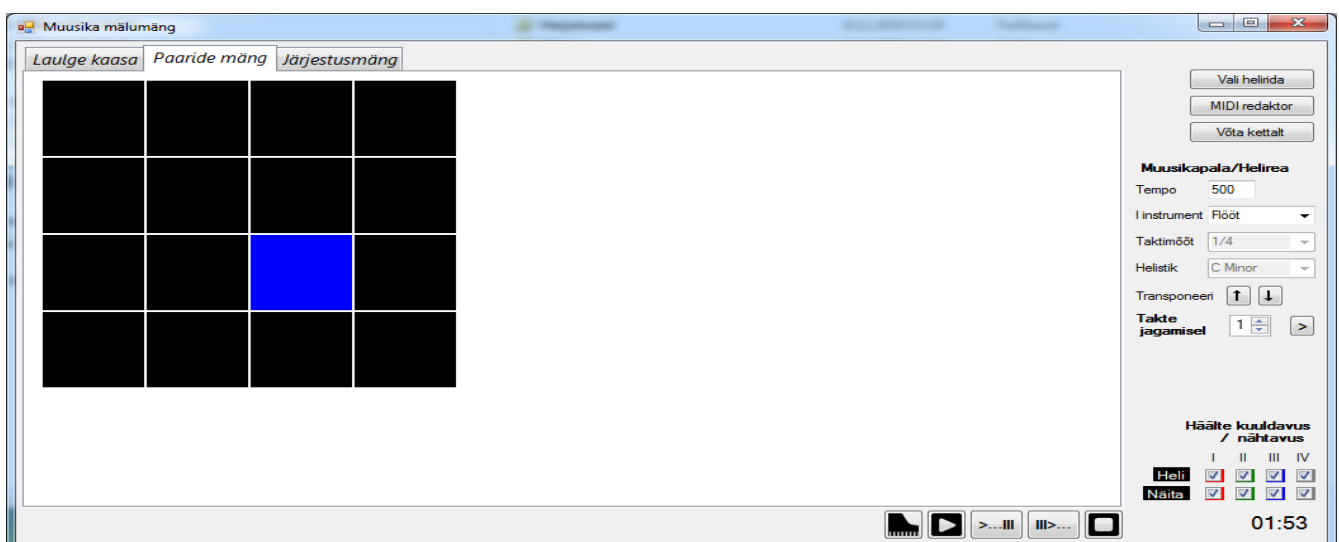 Muusika mälumäng
Laulge kaasa Paaride mäng Järjestusmäng
Vali helirida
MIDI redaktor
Võta kettalt
Muusikapala/Helirea
Tempo 500
I instrument Flööt
Taktimõõt 1/4
Helistik C Minor
Transponeeri ↑ ↓
Takte
jagamisel 1 >
Häälte kuuldavus
/ nähtavus
I II III IV
Heli
Näita
>...III III>... 01:53